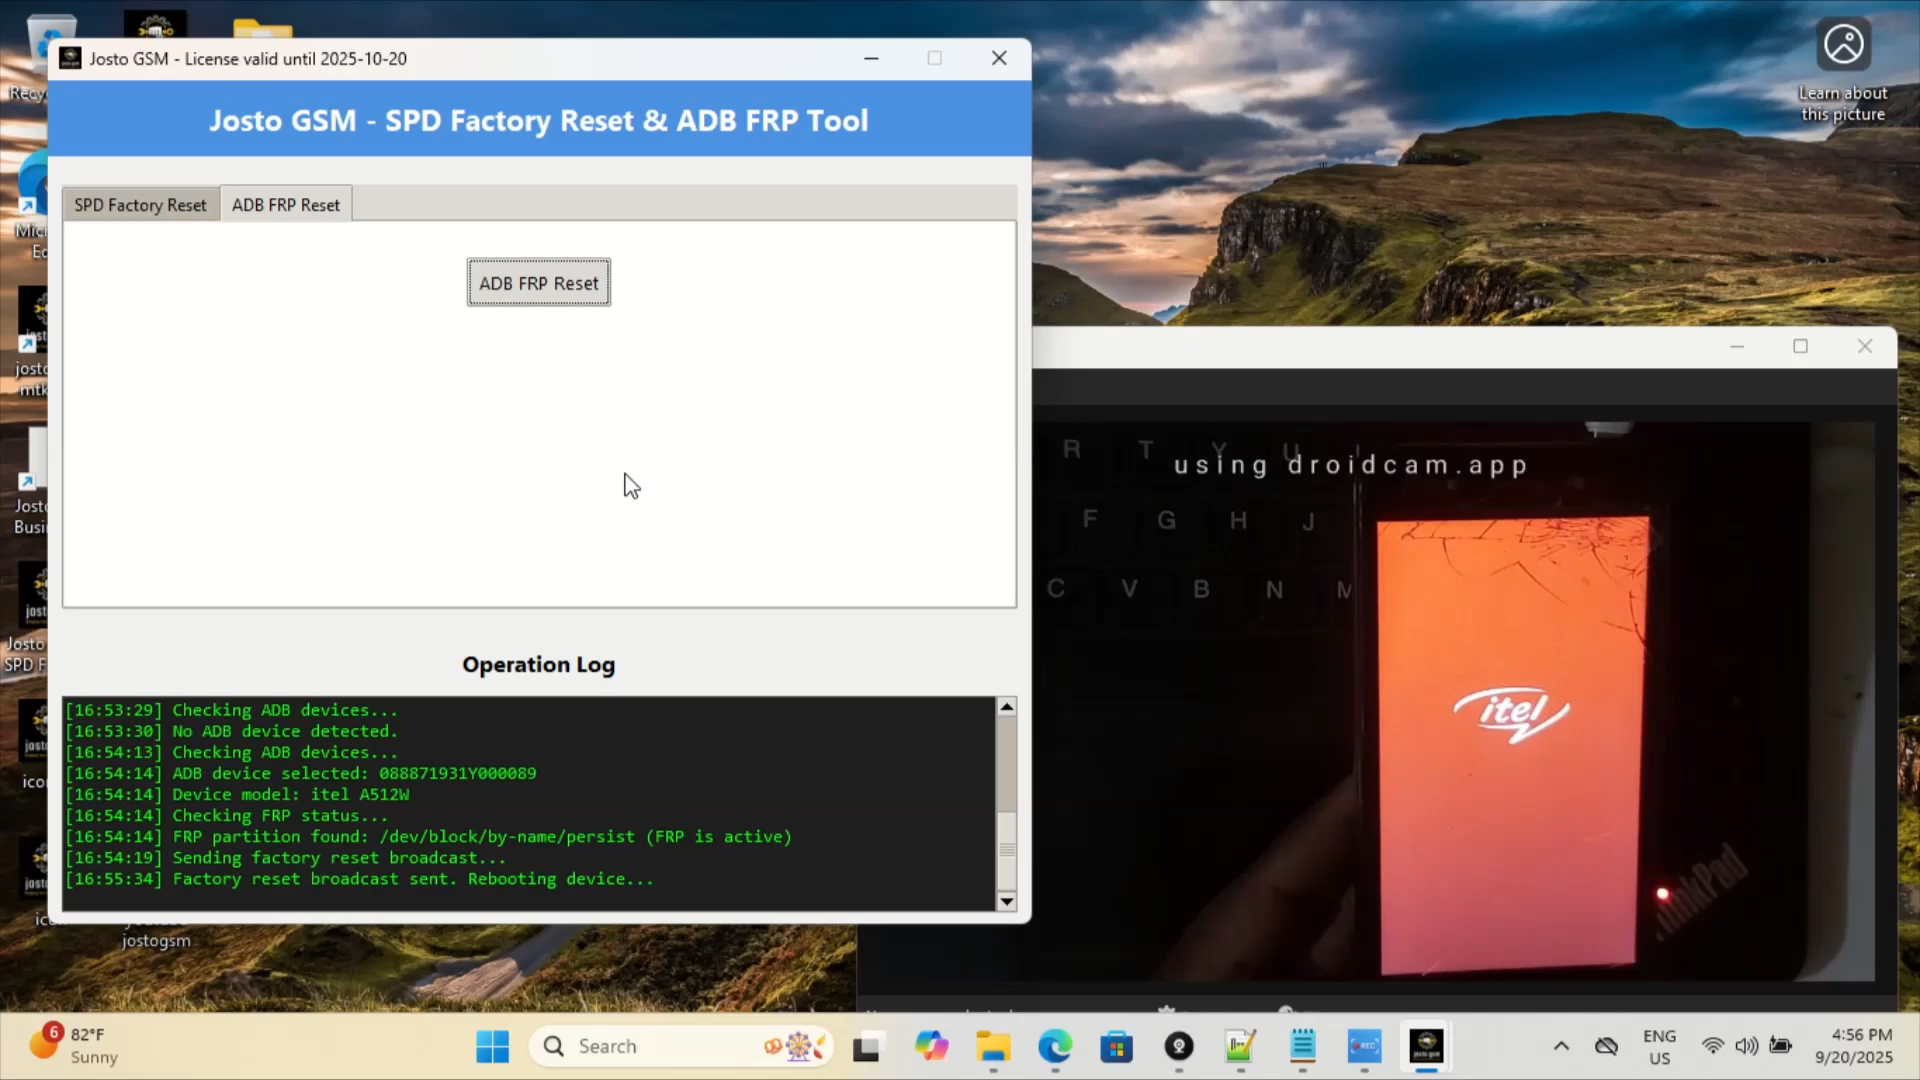 Josto GSM - License valid until 2025-10-20
Josto GSM - SPD Factory Reset & ADB FRP Tool
SPD Factory Reset
ADB FRP Reset
ADB FRP Reset
Operation Log
[16:53:29] Checking ADB devices...
[16:53:30] No ADB device detected.
[16:54:13] Checking ADB devices...
[16:54:14] ADB device selected: 088871931Y000089
[16:54:14] Device model: itel A512W
[16:54:14] Checking FRP status...
[16:54:14] FRP partition found: /dev/block/by-name/persist (FRP is active)
[16:54:19] Sending factory reset broadcast...
[16:55:34] Factory reset broadcast sent. Rebooting device...
Learn about
this picture
R T Y U
using droidcam.app
F G H J
C V B N M
itel
ThinkPad
jostogsm
6
82°F
Sunny
Search
REC
josto gsm
ENG
US
4:56 PM
9/20/2025